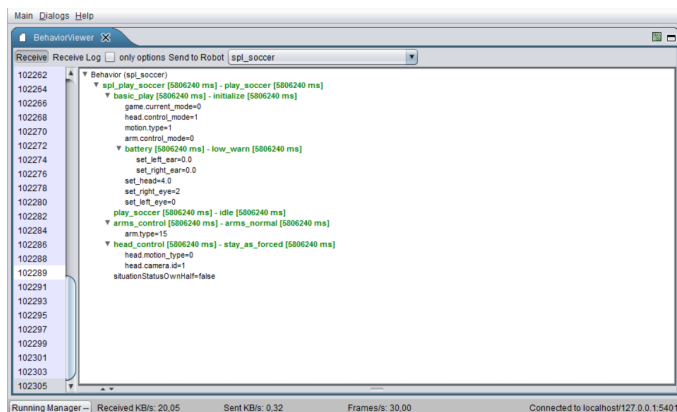 Main Dialogs Help
BehaviorViewer
Receive Receive Log only options Send to Robot spl_soccer
102262
102264
102266
102268
102270
102272
102274
102276
102278
102280
102282
102284
102286
102288
102289
102291
102293
102295
102297
102299
102301
102303
102305
Behavior (spl_soccer)
spl_play_soccer [5806240 ms] - play_soccer [5806240 ms]
basic_play [5806240 ms] - initialize [5806240 ms]
game.current_mode=0
head.control_mode=1
motion.type=1
arm.control_mode=0
battery [5806240 ms] - low_warn [5806240 ms]
set_left_ear=0.0
set_right_ear=0.0
set_head=4.0
set_right_eye=2
set_left_eye=0
play_soccer [5806240 ms] - idle [5806240 ms]
arms_control [5806240 ms] - arms_normal [5806240 ms]
arm.type=15
head_control [5806240 ms] - stay_as_forced [5806240 ms]
head.motion_type=0
head.camera.id=1
situationStatusOwnHalf=false
Running Manager -- Received KB/s: 20,05 Sent KB/s: 0,32 Frames/s: 30,00 Connected to localhost/127.0.0.1:5401